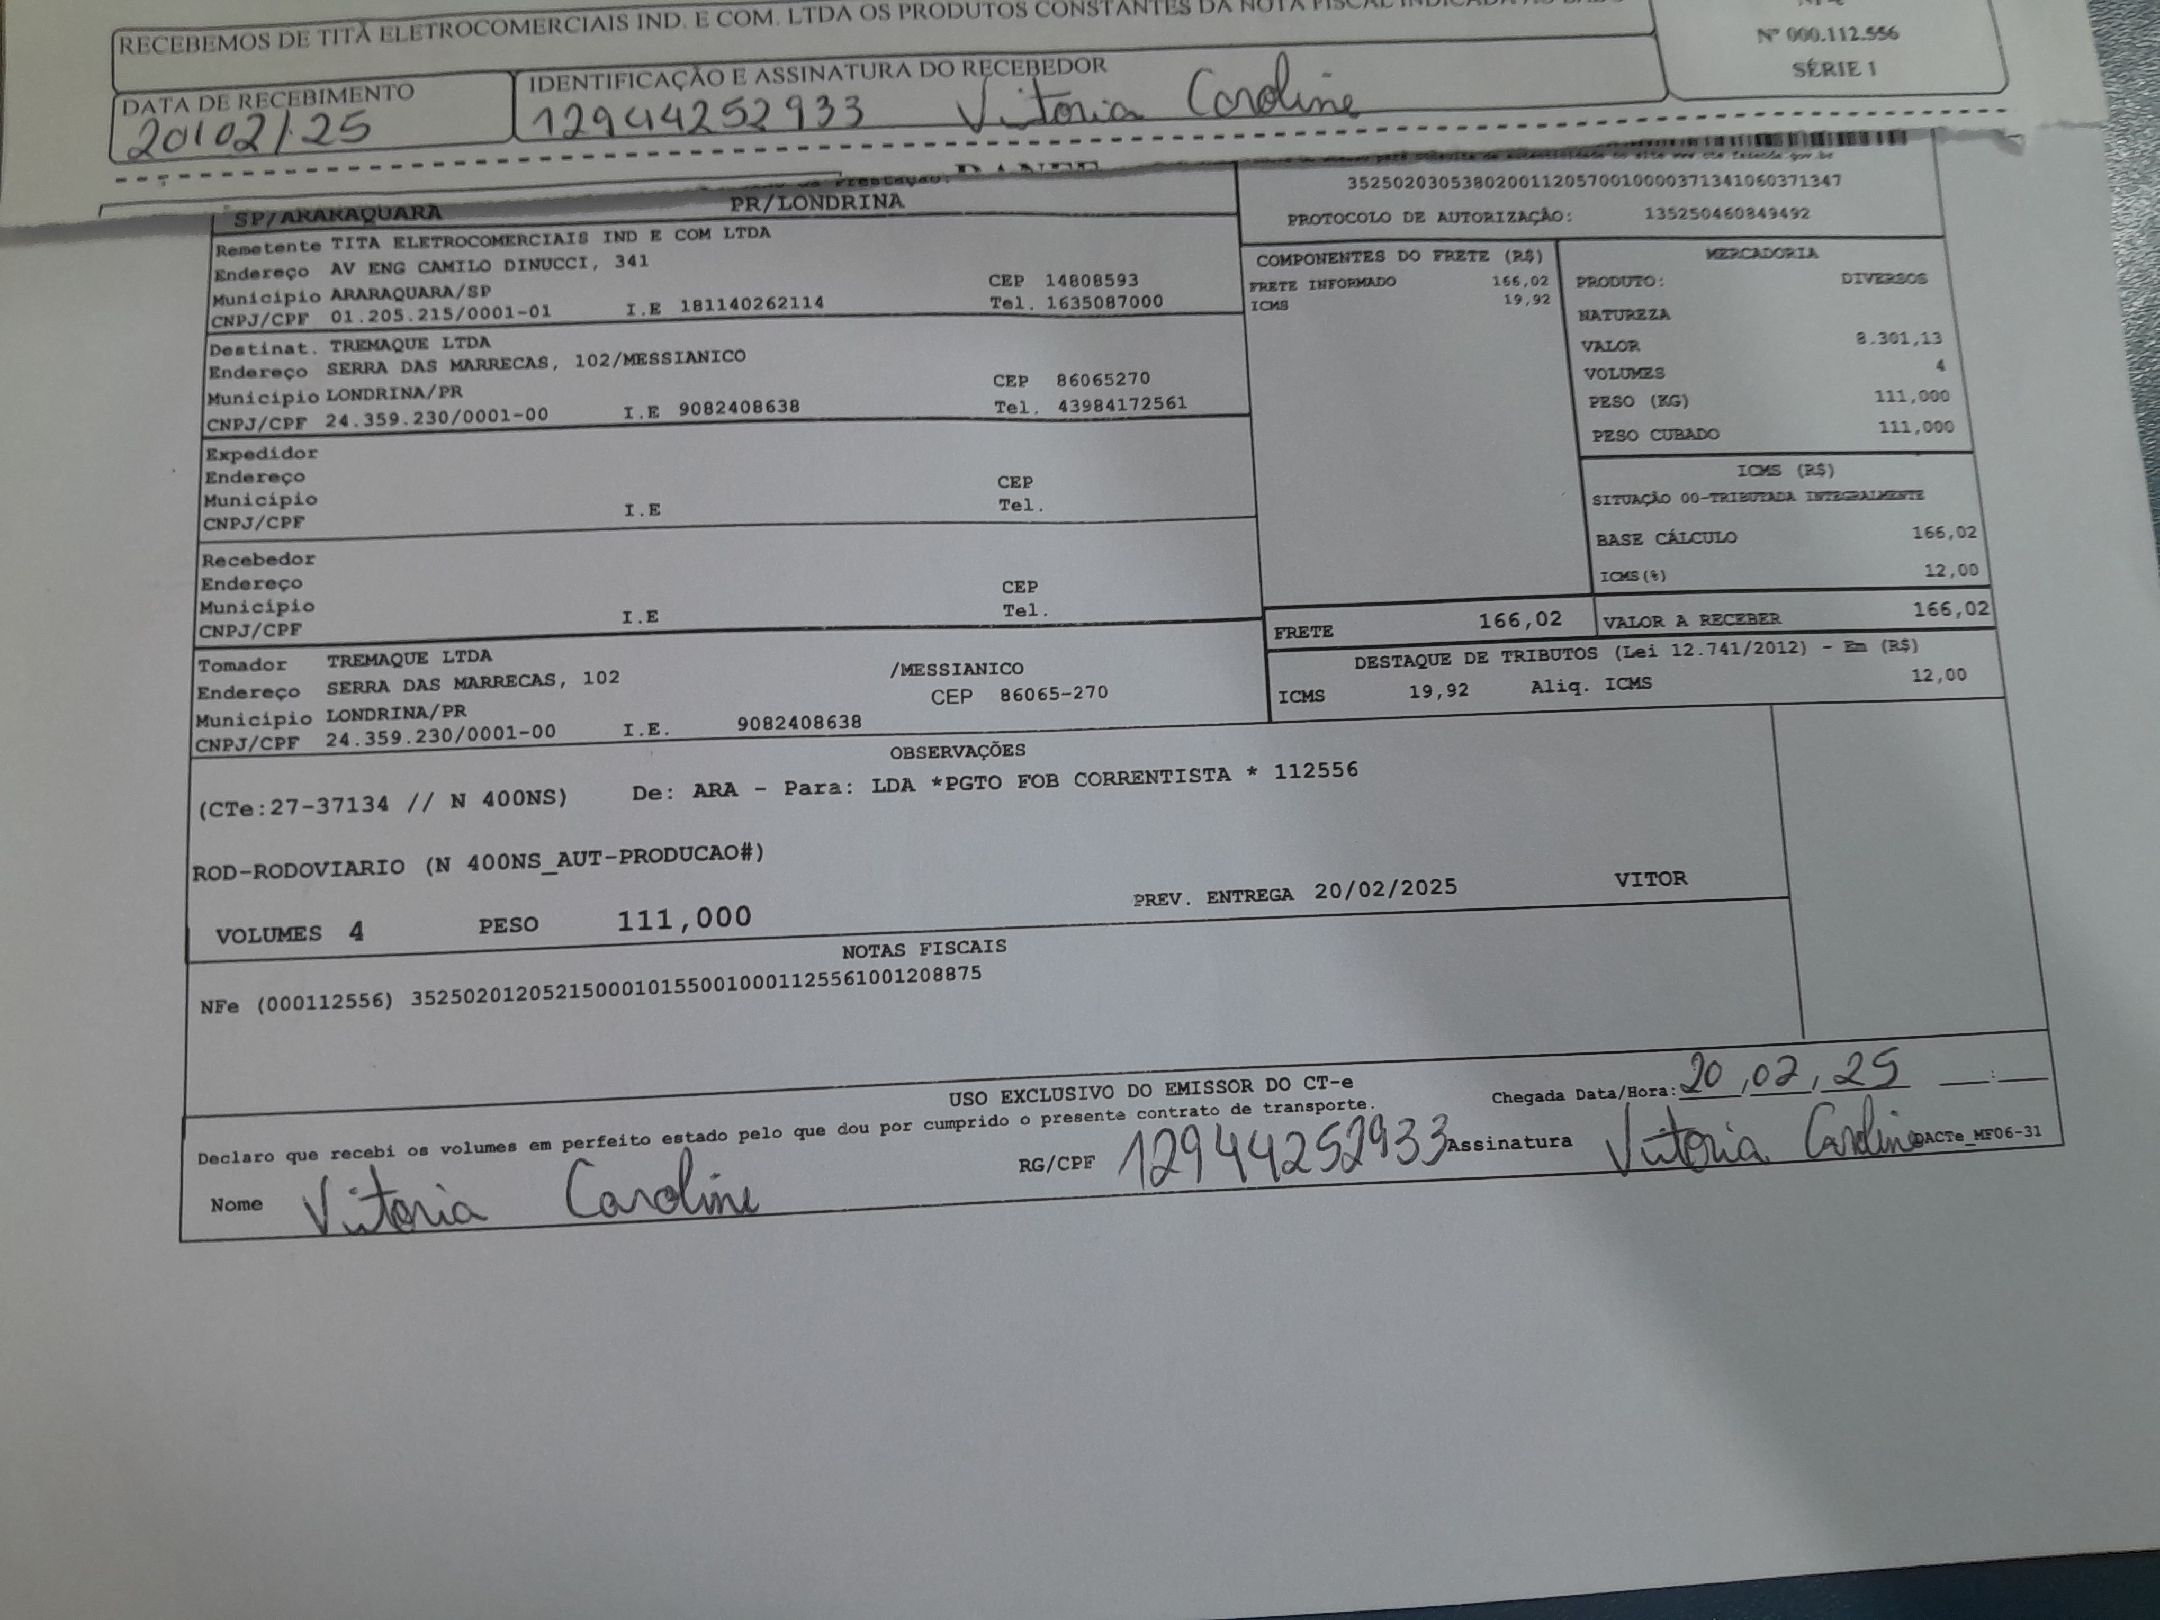 RECEBEMOS DE TITÃ ELETROCOMERCIAIS IND. E COM. LTDA OS PRODUTOS CONSTANTES DA NOTA FISCAL INDICADA AO LADO
Nº 000.112.556
SÉRIE 1
DATA DE RECEBIMENTO
20/02/25
IDENTIFICAÇÃO E ASSINATURA DO RECEBEDOR
12944252933 Vitoria Caroline
Prestação:
SP/ARARAQUARA PR/LONDRINA
35250203053802001120570010000371341060371347
PROTOCOLO DE AUTORIZAÇÃO: 135250460849492
Remetente TITA ELETROCOMERCIAIS IND E COM LTDA
Endereço AV ENG CAMILO DINUCCI, 341
CEP 14808593
Município ARARAQUARA/SP
Tel. 1635087000
CNPJ/CPF 01.205.215/0001-01 I.E 181140262114
Destinat. TREMAQUE LTDA
Endereço SERRA DAS MARRECAS, 102/MESSIANICO
CEP 86065270
Município LONDRINA/PR
Tel. 43984172561
CNPJ/CPF 24.359.230/0001-00 I.E 9082408638
Expedidor
Endereço
CEP
Município
Tel.
CNPJ/CPF I.E
Recebedor
Endereço
CEP
Município
Tel.
CNPJ/CPF I.E
Tomador TREMAQUE LTDA
Endereço SERRA DAS MARRECAS, 102 /MESSIANICO
CEP 86065-270
Município LONDRINA/PR
CNPJ/CPF 24.359.230/0001-00 I.E. 9082408638
COMPONENTES DO FRETE (R$)
FRETE INFORMADO 166,02
ICMS 19,92
MERCADORIA
PRODUTO: DIVERSOS
NATUREZA
VALOR 8.301,13
VOLUMES 4
PESO (KG) 111,000
PESO CUBADO 111,000
ICMS (R$)
SITUAÇÃO 00-TRIBUTADA INTEGRALMENTE
BASE CÁLCULO 166,02
ICMS(%) 12,00
FRETE 166,02 VALOR A RECEBER 166,02
DESTAQUE DE TRIBUTOS (Lei 12.741/2012) - Em (R$)
ICMS 19,92 Aliq. ICMS 12,00
OBSERVAÇÕES
(CTe:27-37134 // N 400NS) De: ARA - Para: LDA *PGTO FOB CORRENTISTA * 112556
ROD-RODOVIARIO (N 400NS_AUT-PRODUCAO#)
VOLUMES 4 PESO 111,000 PREV. ENTREGA 20/02/2025 VITOR
NOTAS FISCAIS
NFe (000112556) 35250201205215000101550010001125561001208875
USO EXCLUSIVO DO EMISSOR DO CT-e
Declaro que recebi os volumes em perfeito estado pelo que dou por cumprido o presente contrato de transporte.
Chegada Data/Hora: 20,02,25 __:__
Nome Vitoria Caroline RG/CPF 12944252933 Assinatura Vitoria Caroline DACTe_MF06-31